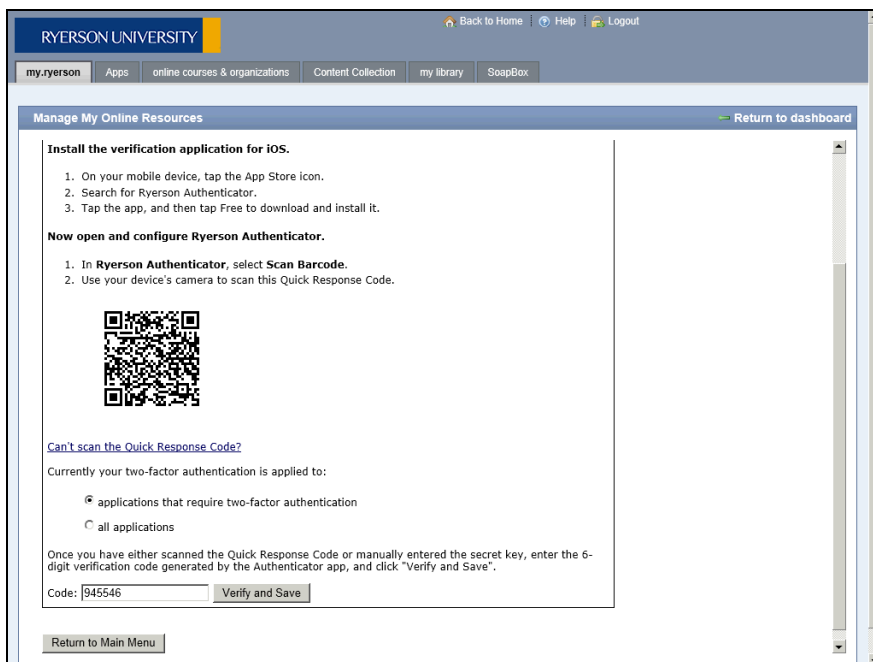 Back to Home
Help
Logout
RYERSON UNIVERSITY
my.ryerson
Apps
online courses & organizations
Content Collection
my library
SoapBox
Manage My Online Resources
Return to dashboard
Install the verification application for iOS.
1. On your mobile device, tap the App Store icon.
2. Search for Ryerson Authenticator.
3. Tap the app, and then tap Free to download and install it.
Now open and configure Ryerson Authenticator.
1. In Ryerson Authenticator, select Scan Barcode.
2. Use your device's camera to scan this Quick Response Code.
Can't scan the Quick Response Code?
Currently your two-factor authentication is applied to:
applications that require two-factor authentication
all applications
Once you have either scanned the Quick Response Code or manually entered the secret key, enter the 6-
digit verification code generated by the Authenticator app, and click "Verify and Save".
Code: 945546 Verify and Save
Return to Main Menu